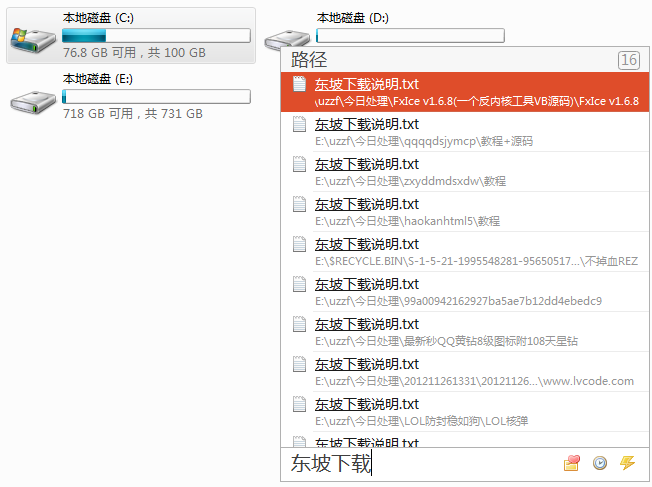 本地磁盘 (C:)
76.8 GB 可用，共 100 GB
本地磁盘 (D:)
本地磁盘 (E:)
718 GB 可用，共 731 GB
路径
16
东坡下载说明.txt
\uzzf\今日处理\FxIce v1.6.8(一个反内核工具VB源码)\FxIce v1.6.8
东坡下载说明.txt
E:\uzzf\今日处理\qqqqdsjymcp\教程+源码
东坡下载说明.txt
E:\uzzf\今日处理\zxyddmdsxdw\教程
东坡下载说明.txt
E:\uzzf\今日处理\haokanhtml5\教程
东坡下载说明.txt
E:\$RECYCLE.BIN\S-1-5-21-1995548281-95650517...\不掉血REZ
东坡下载说明.txt
E:\uzzf\今日处理\99a00942162927ba5ae7b12dd4ebedc9
东坡下载说明.txt
E:\uzzf\今日处理\最新秒QQ黄钻8级图标附108天星钻
东坡下载说明.txt
E:\uzzf\今日处理\201211261331\20121126...\www.lvcode.com
东坡下载说明.txt
E:\uzzf\今日处理\LOL防封稳如狗\LOL核弹
东坡下载说明.txt
东坡下载